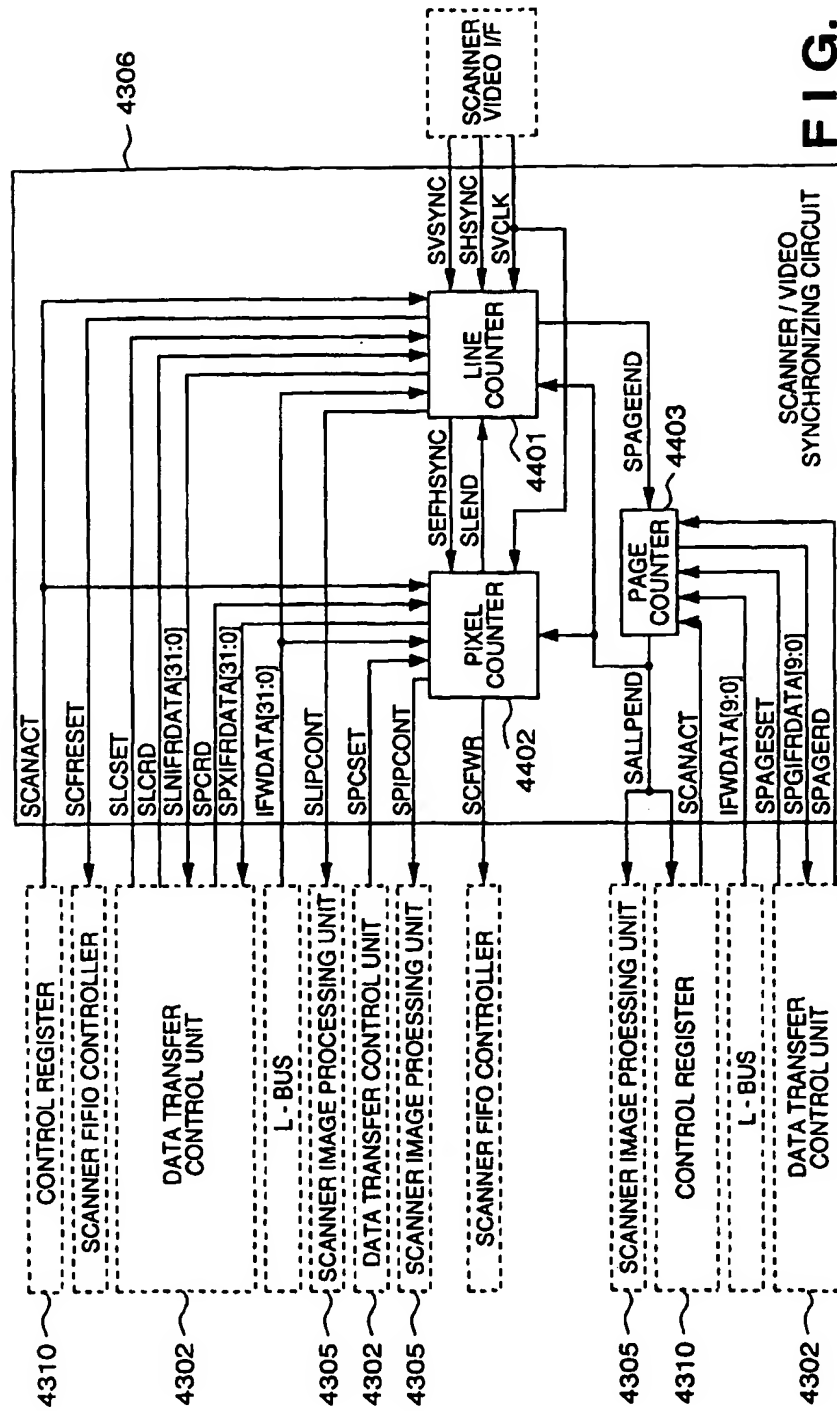 4306
SCANNER
VIDEO I/F
SVSYNC
SHSYNC
SVCLK
LINE
COUNTER
4401
SEFHSYNC
SLEND
PIXEL
COUNTER
4402
SPAGEEND
4403
PAGE
COUNTER
SCANNER / VIDEO
SYNCHRONIZING CIRCUIT
SCANACT
SCFRESET
SLCSET
SLCRD
SLNIFRDATA[31:0]
SPCRD
SPXIFRDATA[31:0]
IFWDATA[31:0]
SLIPCONT
SPCSET
SPIPCONT
SCFWR
SALLPEND
SCANACT
IFWDATA[9:0]
SPAGESET
SPGIFRDATA[9:0]
SPAGERD
4310
CONTROL REGISTER
SCANNER FIFIO CONTROLLER
4302
DATA TRANSFER
CONTROL UNIT
L - BUS
4305
SCANNER IMAGE PROCESSING UNIT
4302
DATA TRANSFER CONTROL UNIT
4305
SCANNER IMAGE PROESSING UNIT
SCANNER FIFO CONTROLLER
4305
SCANNER IMAGE PROESSING UNIT
4310
CONTROL REGISTER
L - BUS
4302
DATA TRANSFER
CONTROL UNIT
FIG.